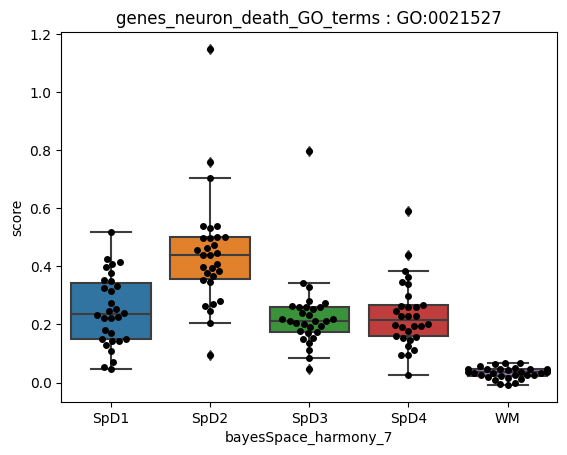 genes_neuron_death_GO_terms : GO:0021527
1.2
1.0
0.8
0.6
0.4
0.2
0.0
score
SpD1 SpD2 SpD3 SpD4 WM
bayesSpace_harmony_7